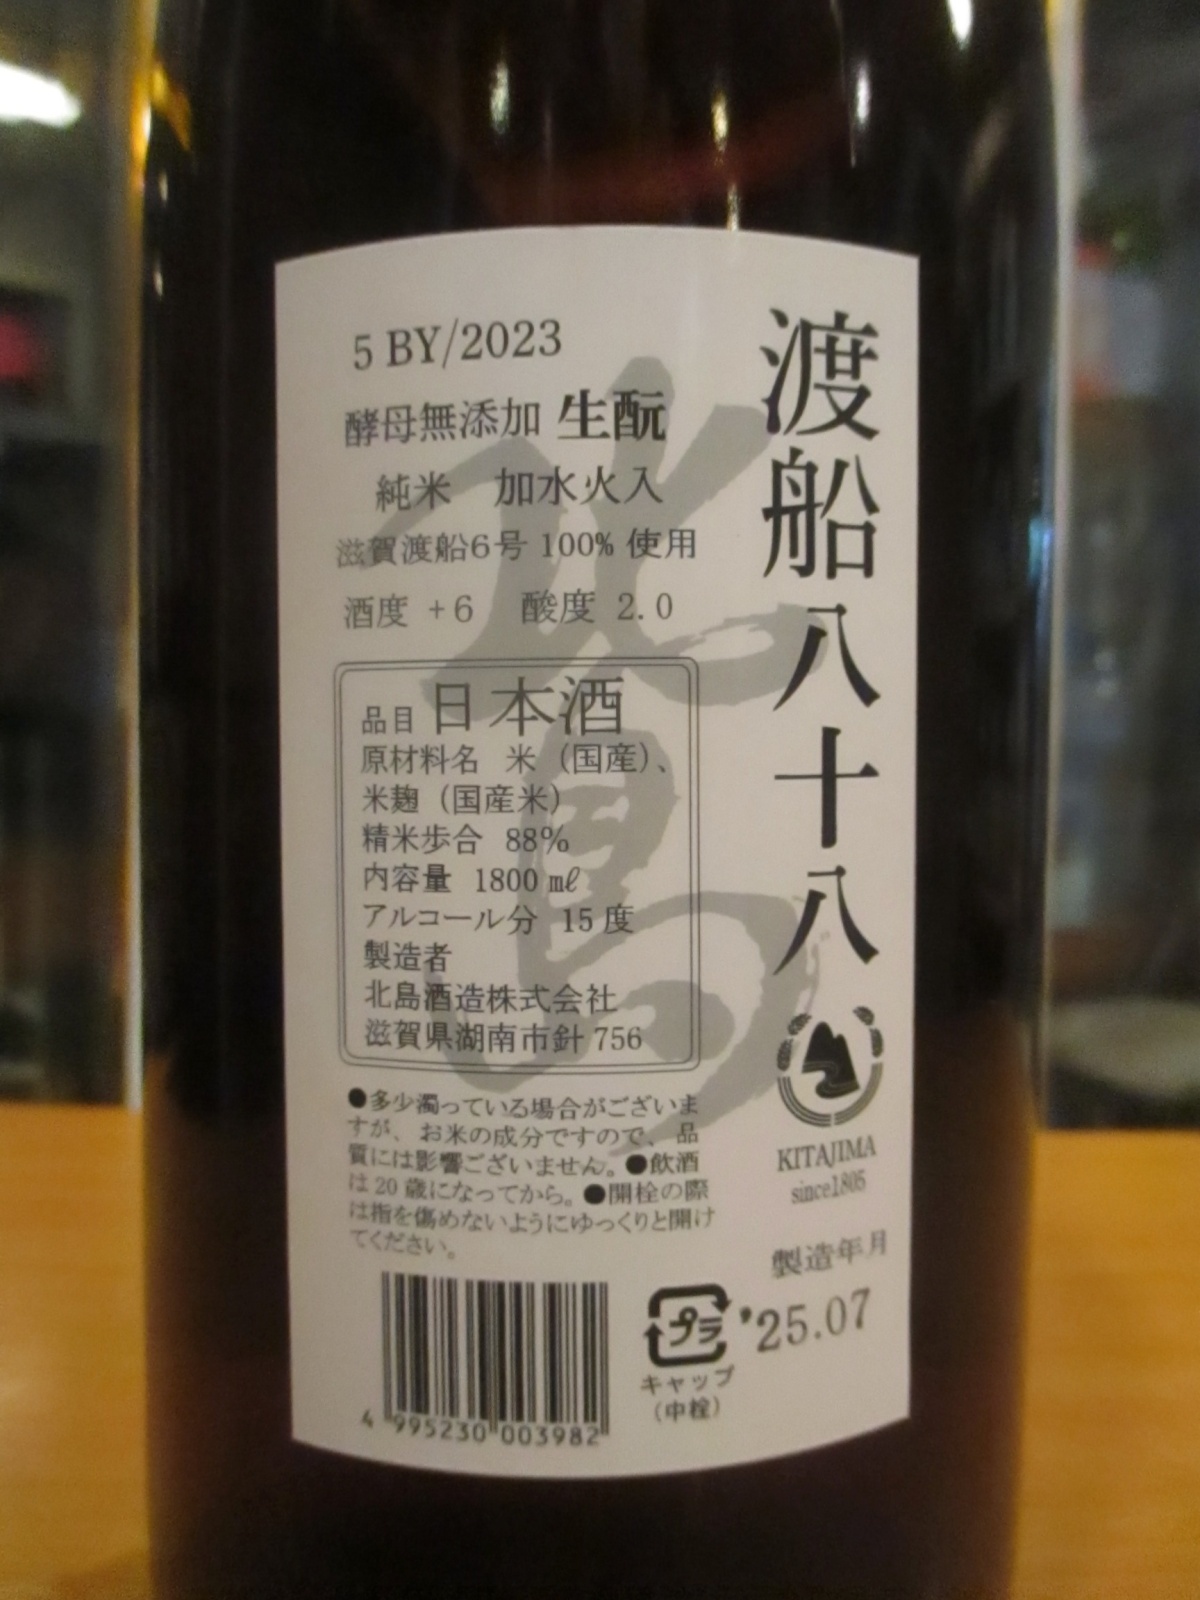 渡船八十八
5 BY/2023
酵母無添加 生酛
純米 加水火入
滋賀渡船6号 100% 使用
酒度 +6 酸度 2.0
品目 日本酒
原材料名 米（国産）、
米麹（国産米）
精米歩合 88%
内容量 1800 ㎖
アルコール分 15 度
製造者
北島酒造株式会社
滋賀県湖南市針 756
●多少濁っている場合がございま
すが、お米の成分ですので、品
質には影響ございません。●飲酒
は 20 歳になってから。●開栓の際
は指を傷めないようにゆっくりと開け
てください。
KITAJIMA
since1805
製造年月
'25.07
プラ
キャップ
（中栓）
4 995230 003982
北島